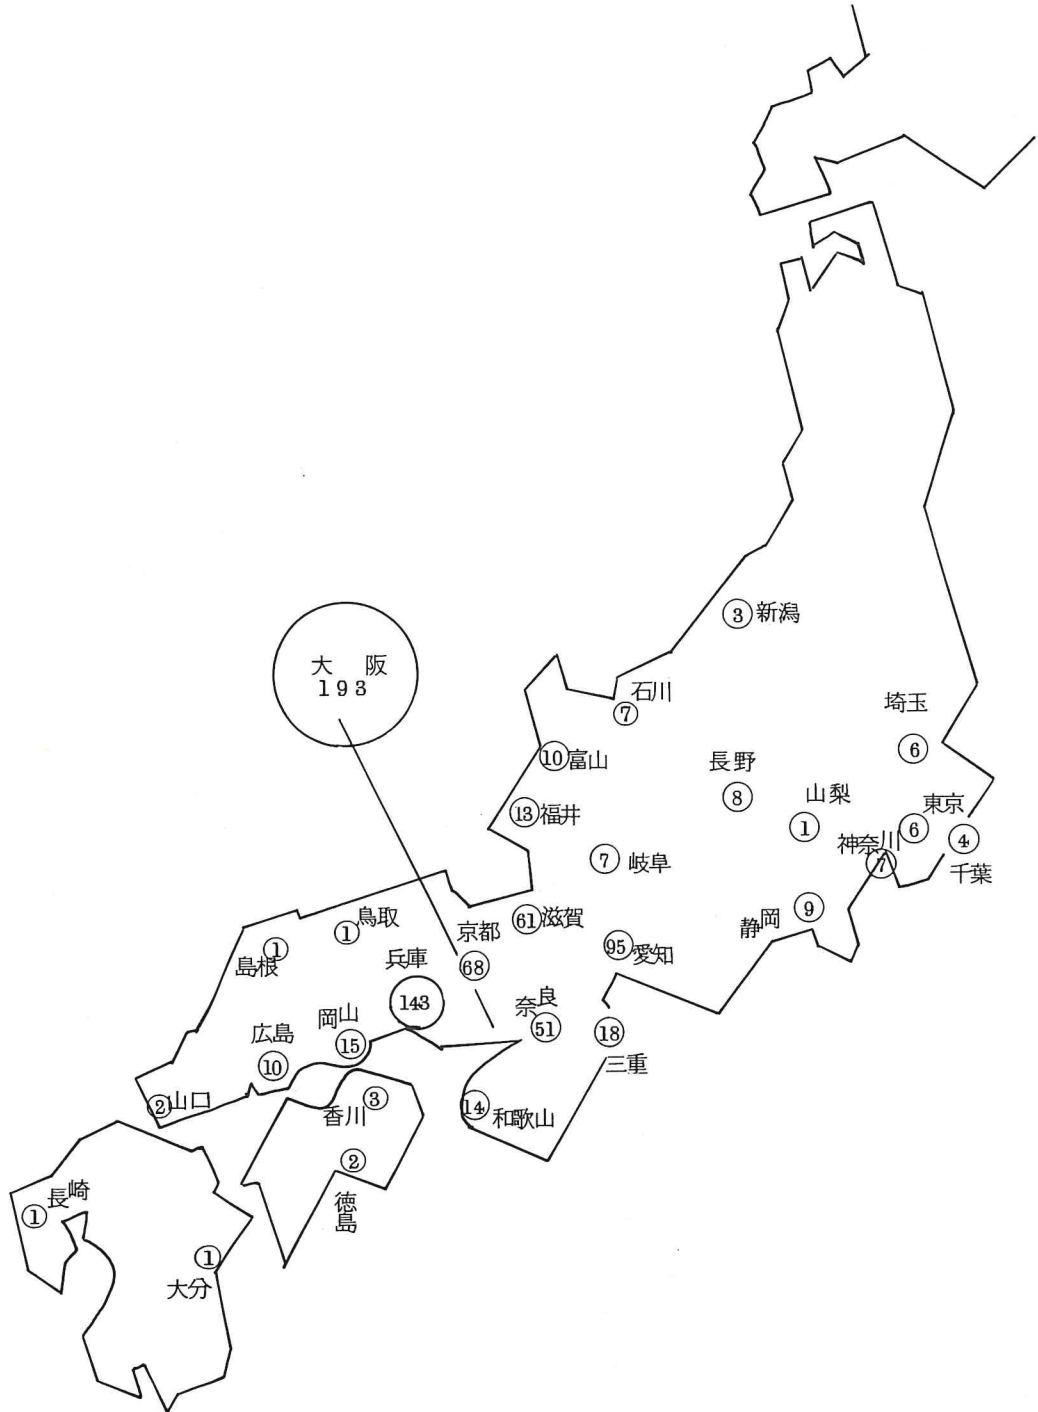 3 新潟
大 阪
193
石川
7
埼玉
6
10 富山
長野
8
山梨
1
東京
6
4
千葉
神奈川
7
13 福井
7 岐阜
静岡
9
61 滋賀
95 愛知
京都
68
鳥取
1
1
島根
兵庫
143
奈良
51
18
三重
岡山
15
広島
10
2 山口
3
香川
14 和歌山
2
徳島
長崎
1
1
大分